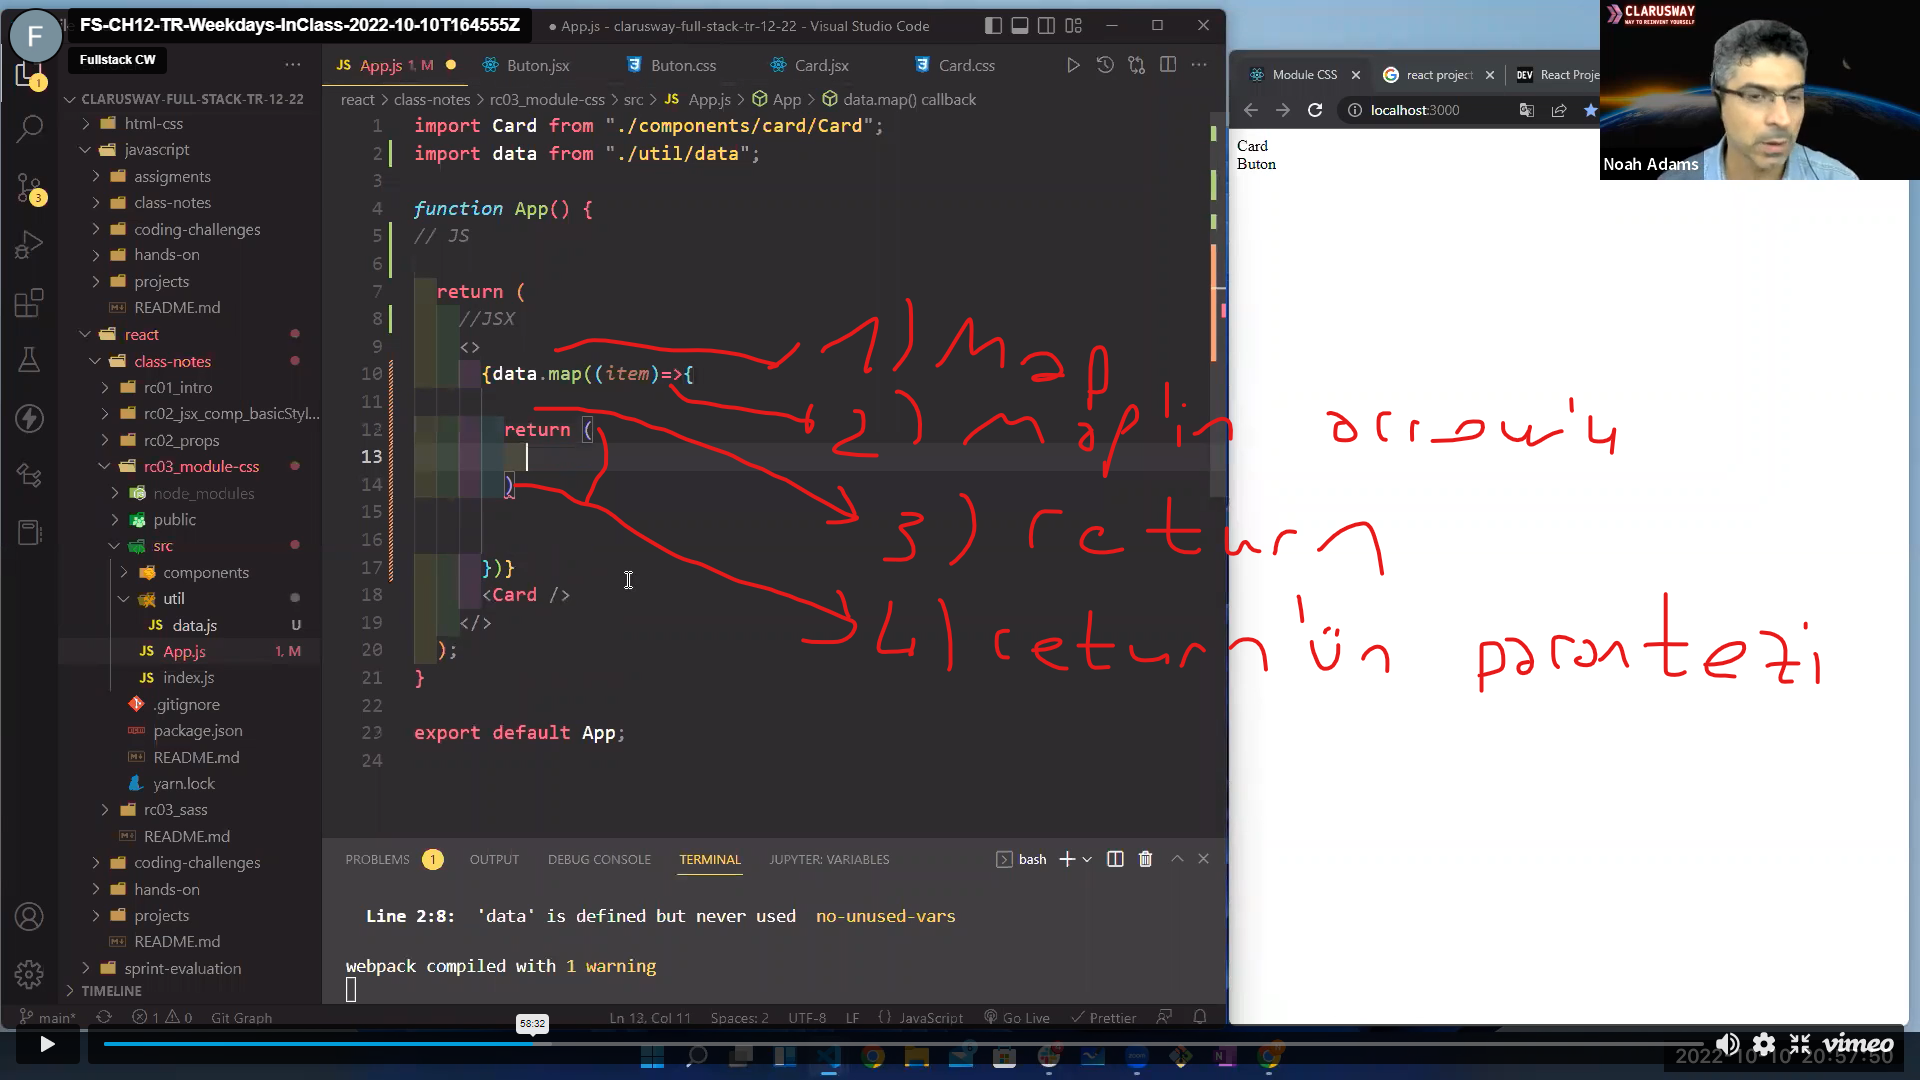 FS-CH12-TR-Weekdays-InClass-2022-10-10T164555Z
F
Fullstack CW
● App.js - clarusway-full-stack-tr-12-22 - Visual Studio Code
CLARUSWAY
WAY TO REINVENT YOURSELF
Noah Adams
JS App.js 1, M
Buton.jsx
Buton.css
Card.jsx
Card.css
Module CSS
react project
DEV React Proje
localhost:3000
react > class-notes > rc03_module-css > src > JS App.js > App > data.map() callback
CLARUSWAY-FULL-STACK-TR-12-22
html-css
javascript
assigments
class-notes
coding-challenges
hands-on
projects
README.md
react
class-notes
rc01_intro
rc02_jsx_comp_basicStyl...
rc02_props
rc03_module-css
node_modules
public
src
components
util
JS data.js U
JS App.js 1, M
JS index.js
.gitignore
package.json
README.md
yarn.lock
rc03_sass
README.md
coding-challenges
hands-on
projects
README.md
sprint-evaluation
TIMELINE
1
3
1 import Card from "./components/card/Card";
2 import data from "./util/data";
3
4 function App() {
5 // JS
6
7 return (
8 //JSX
9 <>
10 {data.map((item)=>{
11
12 return (
13
14 )
15
16
17 })}
18 <Card />
19 </>
20 );
21 }
22
23 export default App;
24
Card
Buton
1) Map
2) Map'in arrow'u
3) return
4) return'ün parantezi
PROBLEMS 1 OUTPUT DEBUG CONSOLE TERMINAL JUPYTER: VARIABLES
bash
Line 2:8: 'data' is defined but never used no-unused-vars
webpack compiled with 1 warning
main* 1 0 Git Graph
58:32
Ln 13, Col 11 Spaces: 2 UTF-8 LF JavaScript Go Live Prettier
vimeo
2022-10-10 20:57:50